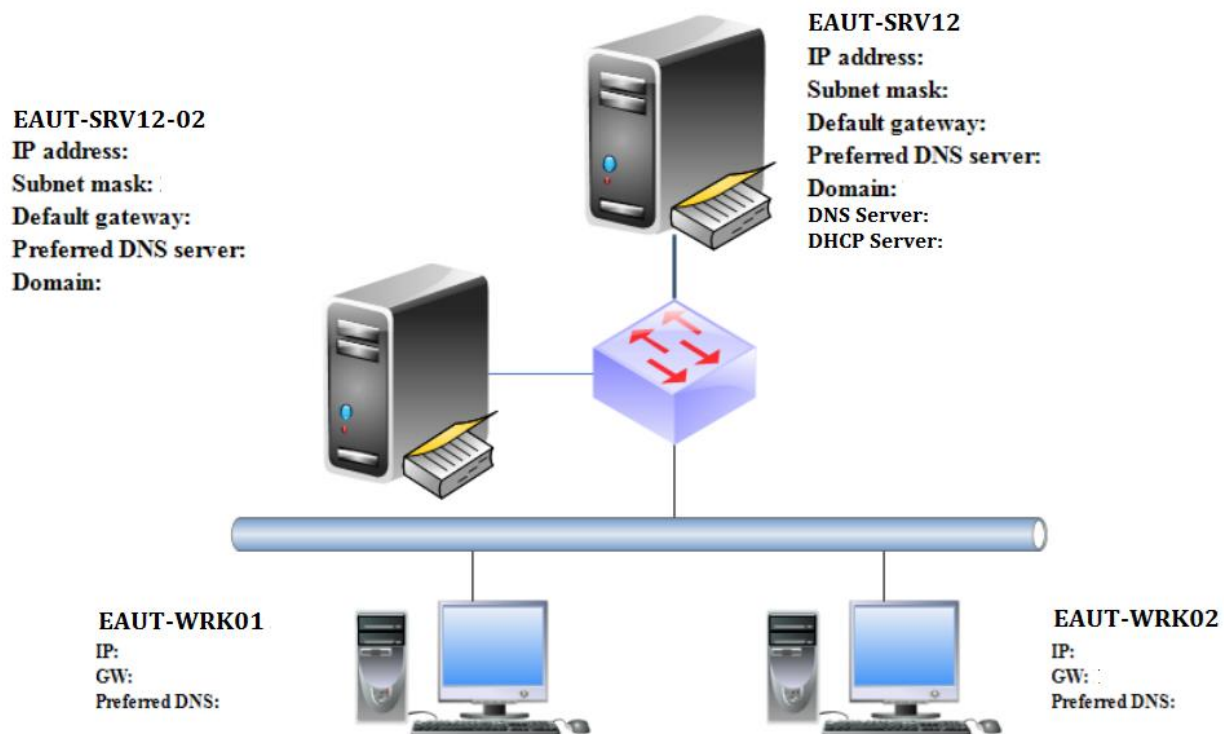 EAUT-SRV12
IP address:
Subnet mask:
Default gateway:
Preferred DNS server:
Domain:
DNS Server:
DHCP Server:
EAUT-SRV12-02
IP address:
Subnet mask:
Default gateway:
Preferred DNS server:
Domain:
EAUT-WRK01
IP:
GW:
Preferred DNS:
EAUT-WRK02
IP:
GW:
Preferred DNS: